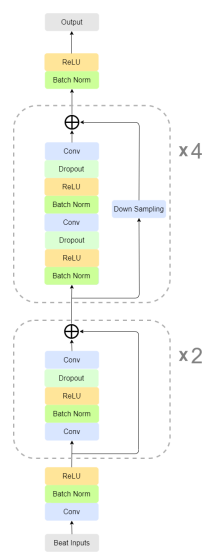 Output
ReLU
Batch Norm
Conv
Dropout
ReLU
Batch Norm
Conv
Dropout
ReLU
Batch Norm
Down Sampling
x4
Conv
Dropout
ReLU
Batch Norm
Conv
x2
ReLU
Batch Norm
Conv
Beat Inputs